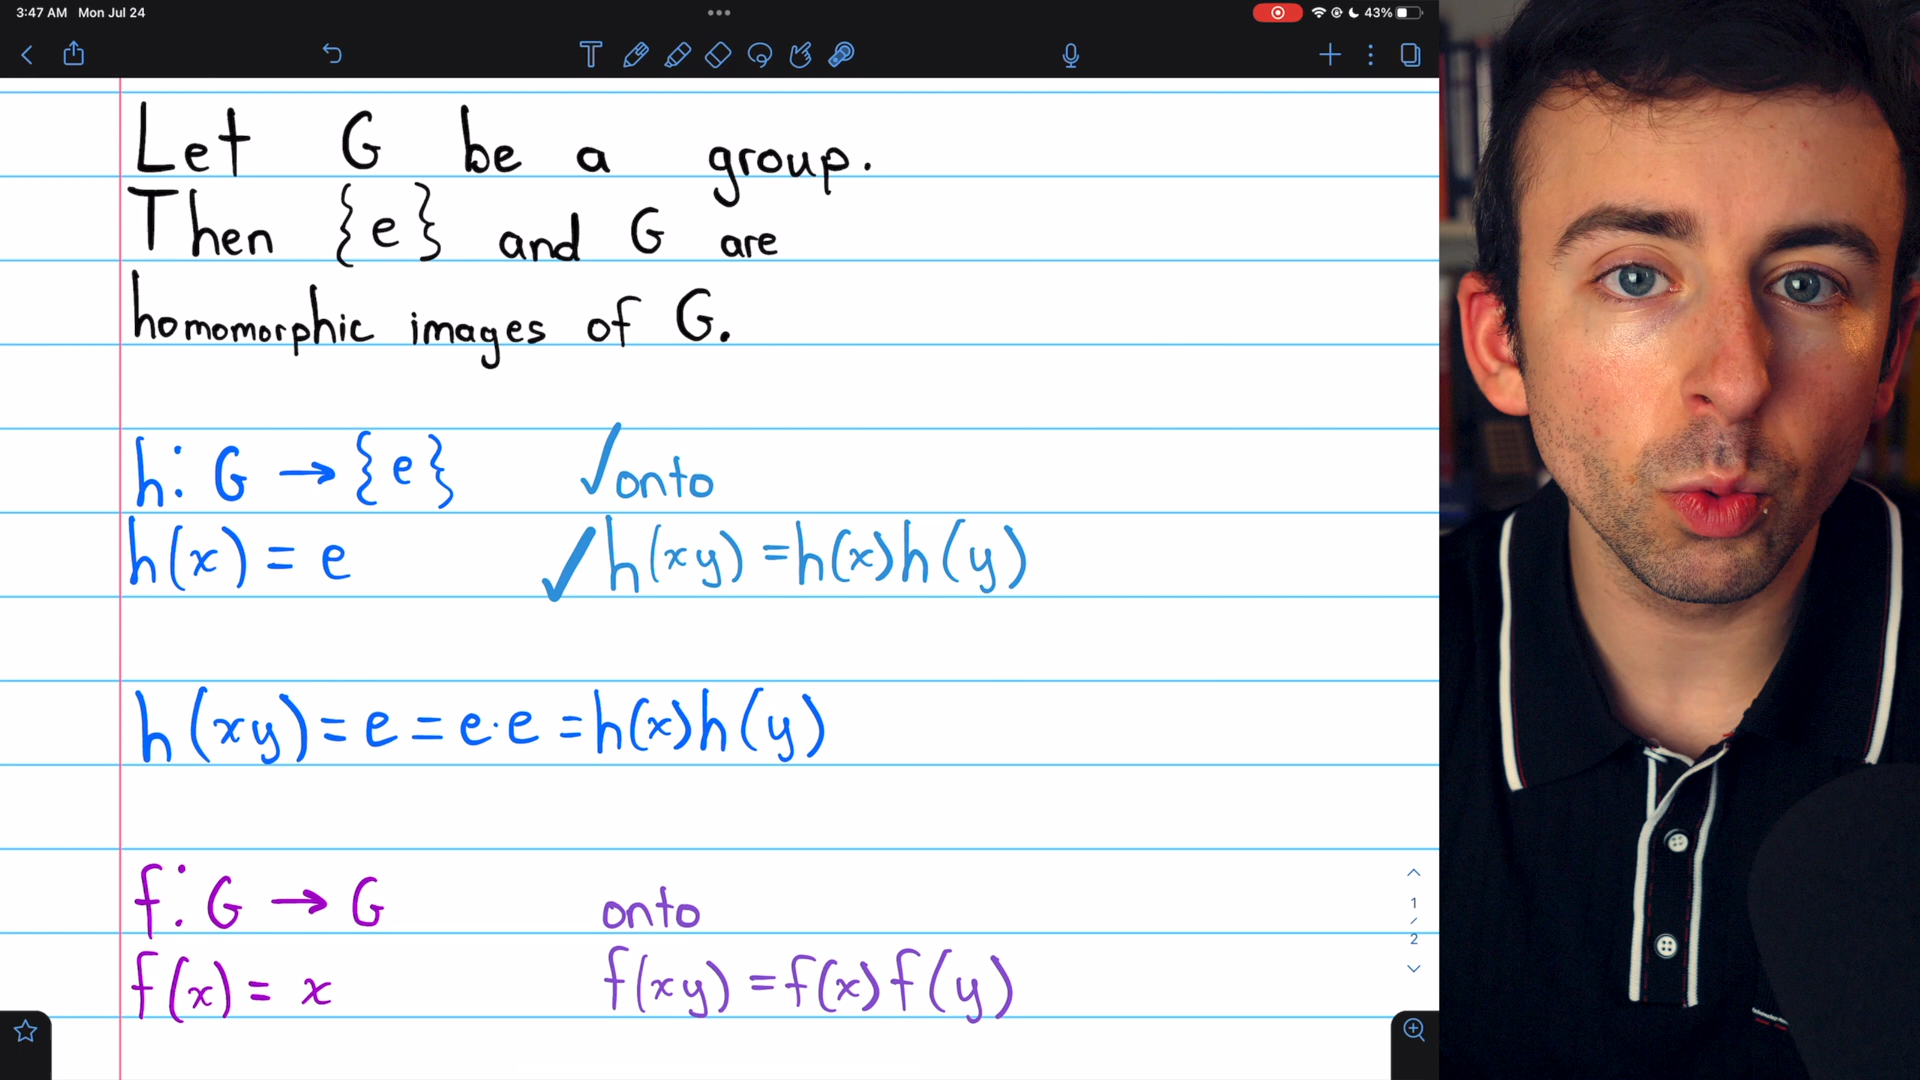 3:47 AM Mon Jul 24
43%
Let G be a group.
Then {e} and G are
homomorphic images of G.
h: G → {e} ✓onto
h(x) = e ✓h(xy) = h(x)h(y)
h(xy) = e = e·e = h(x)h(y)
f: G → G onto
f(x) = x f(xy) = f(x)f(y)
1
/
2